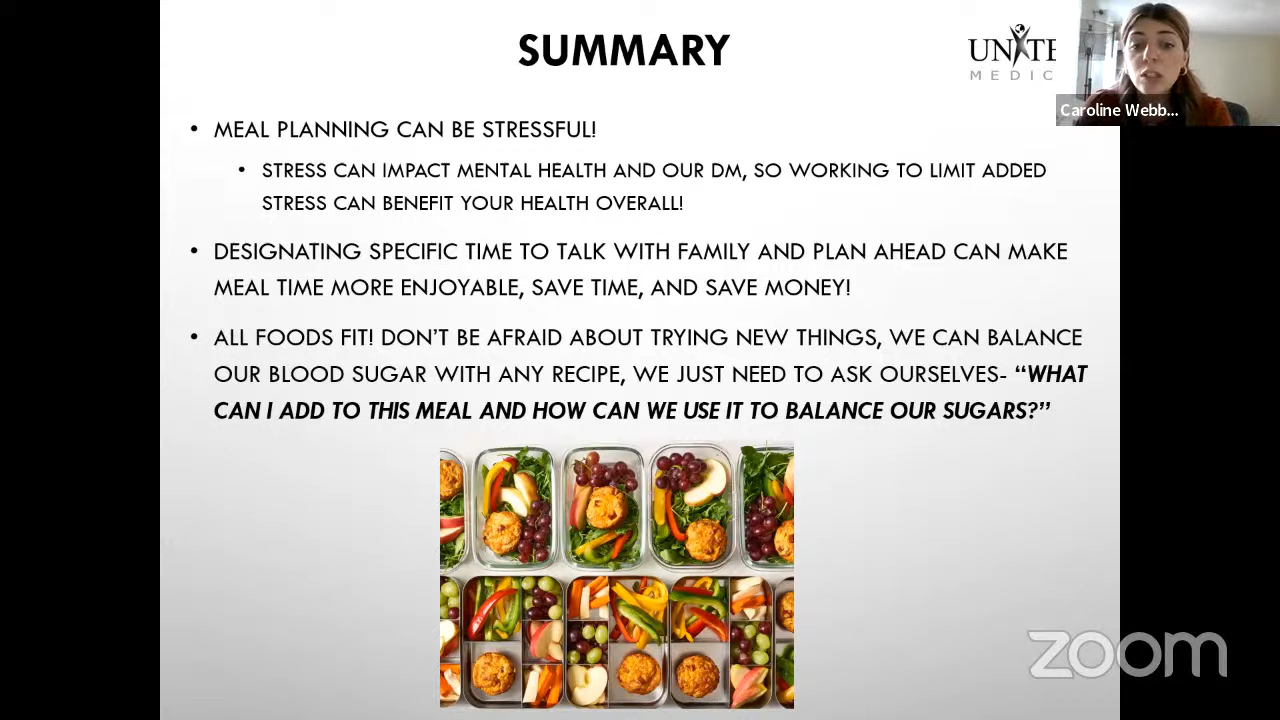 SUMMARY
UNITE
MEDIC
Caroline Webb...
• MEAL PLANNING CAN BE STRESSFUL!
• STRESS CAN IMPACT MENTAL HEALTH AND OUR DM, SO WORKING TO LIMIT ADDED
STRESS CAN BENEFIT YOUR HEALTH OVERALL!
• DESIGNATING SPECIFIC TIME TO TALK WITH FAMILY AND PLAN AHEAD CAN MAKE
MEAL TIME MORE ENJOYABLE, SAVE TIME, AND SAVE MONEY!
• ALL FOODS FIT! DON’T BE AFRAID ABOUT TRYING NEW THINGS, WE CAN BALANCE
OUR BLOOD SUGAR WITH ANY RECIPE, WE JUST NEED TO ASK OURSELVES- “WHAT
CAN I ADD TO THIS MEAL AND HOW CAN WE USE IT TO BALANCE OUR SUGARS?”
zoom